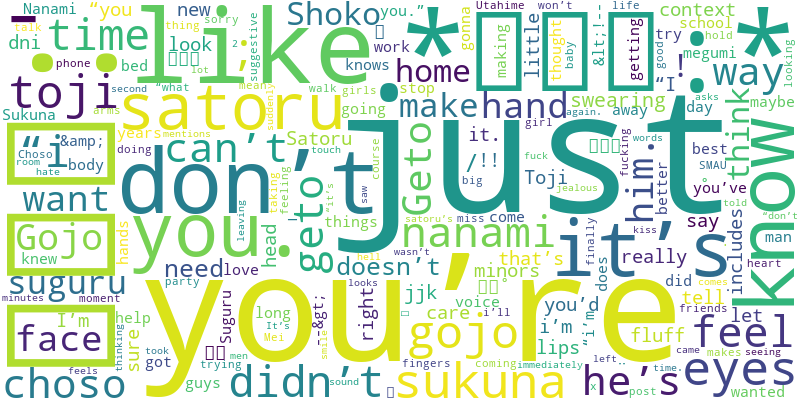 Nanami “you new Shoko * □□□ * you.” Utahime won’t life context
talk - time like look work knows gonna making little thought baby &lt;!-- school
dni phone bed suggestive home getting try megumi hold
thing sorry lot 2 •• ; ! “I way looking
toji satoru “what mean walk girls stop going make hand swearing away day maybe
Sukuna second arms suddenly girl again. words asks good
“i &amp; years can’t Satoru just it. /!! think
Choso room hate body doing mentions touch course Geto big Toji fuck fucking him. best SMAU
want don’t feeling taking “it’s saw jealous better you’ve told “don’t know
Gojo knew hands you. head geto things miss come say includes man
leaving satoru's nanami it’s kiss finally heart
suguru need love doesn’t hell wasn’t that’s really
minutes moment party looks minors does did tell comes
face I’m help Suguru long --&gt; right jjk voice you’d friends
feels thinking sure took got It’s Mei smile you’re care. i’ll i’m “i’m fluff let feel
gojo lips came makes seeing
men trying fingers coming immediately left time.
choso guys didn’t sound sukuna x he’s post wanted eyes